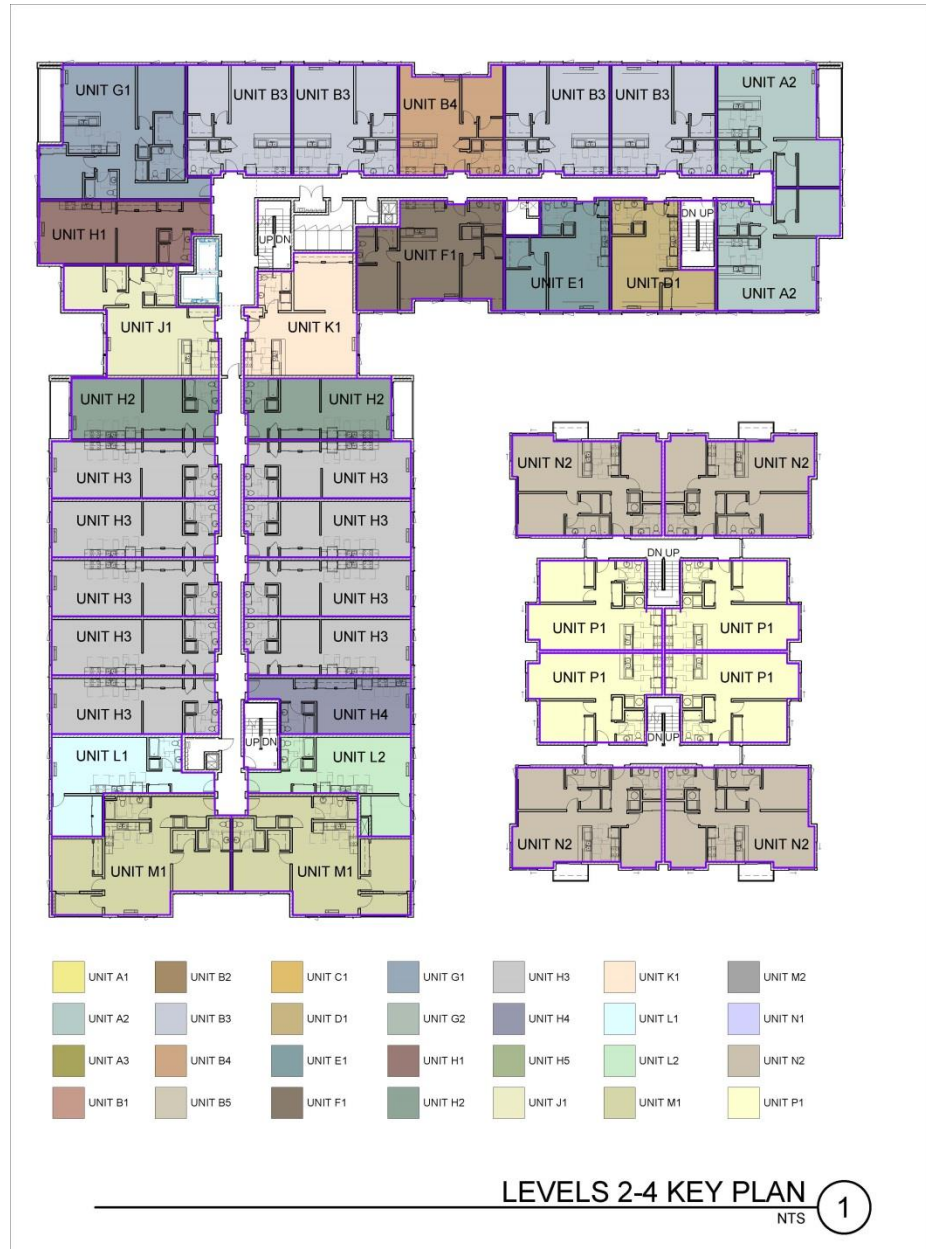 UNIT G1
UNIT B3
UNIT B3
UNIT B4
UNIT B3
UNIT B3
UNIT A2
UNIT H1
UP DN
UNIT F1
UNIT E1
DN UP
UNIT D1
UNIT A2
UNIT J1
UNIT K1
UNIT H2
UNIT H2
UNIT H3
UNIT H3
UNIT H3
UNIT H3
UNIT H3
UNIT H3
UNIT H3
UNIT H3
UNIT H3
UNIT H4
UP DN
UNIT L1
UNIT L2
UNIT M1
UNIT M1
UNIT N2
UNIT N2
DN UP
UNIT P1
UNIT P1
UNIT P1
UNIT P1
DN UP
UNIT N2
UNIT N2
UNIT A1
UNIT B2
UNIT C1
UNIT G1
UNIT H3
UNIT K1
UNIT M2
UNIT A2
UNIT B3
UNIT D1
UNIT G2
UNIT H4
UNIT L1
UNIT N1
UNIT A3
UNIT B4
UNIT E1
UNIT H1
UNIT H5
UNIT L2
UNIT N2
UNIT B1
UNIT B5
UNIT F1
UNIT H2
UNIT J1
UNIT M1
UNIT P1
LEVELS 2-4 KEY PLAN
NTS
1